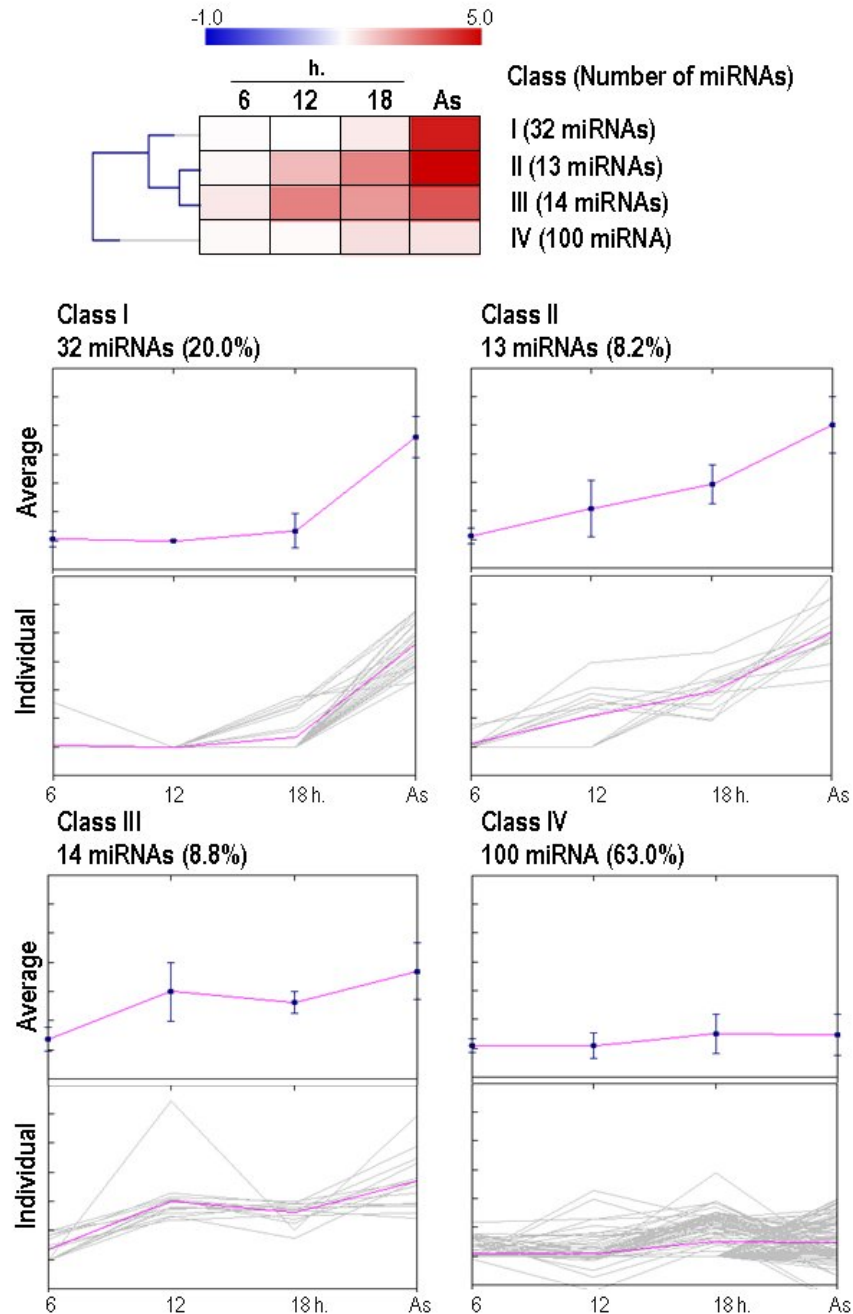 -1.0 5.0
h.
Class (Number of miRNAs)
6 12 18 As
I (32 miRNAs)
II (13 miRNAs)
III (14 miRNAs)
IV (100 miRNA)
Class I
32 miRNAs (20.0%)
Average
Individual
6 12 18 h. As
Class II
13 miRNAs (8.2%)
6 12 18 h. As
Class III
14 miRNAs (8.8%)
Average
Individual
6 12 18 h. As
Class IV
100 miRNA (63.0%)
6 12 18 h. As